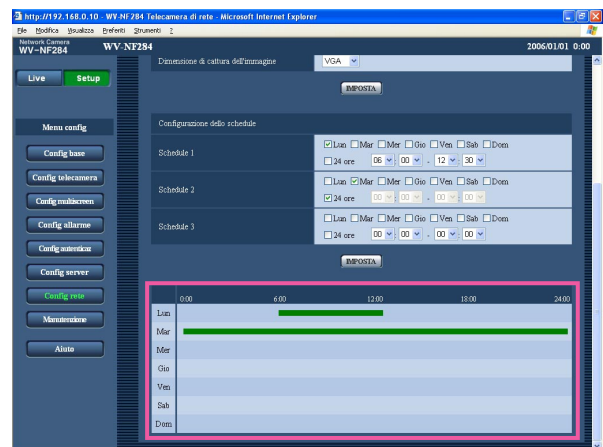 http://192.168.0.10 - WV-NF284 Telecamera di rete - Microsoft Internet Explorer
File Modifica Visualizza Preferiti Strumenti ?
Network Camera
WV-NF284
WV-NF284
2006/01/01 0:00
Live Setup
Menu config
Config base
Config telecamera
Config multiscreen
Config allarme
Config autenticaz
Config server
Config rete
Manutenzione
Aiuto
Dimensione di cattura dell'immagine VGA
IMPOSTA
Configurazione dello schedule
Schedule 1
Lun Mar Mer Gio Ven Sab Dom
24 ore 06 : 00 - 12 : 30
Schedule 2
Lun Mar Mer Gio Ven Sab Dom
24 ore 00 : 00 - 00 : 00
Schedule 3
Lun Mar Mer Gio Ven Sab Dom
24 ore 00 : 00 - 00 : 00
IMPOSTA
0:00 6:00 12:00 18:00 24:00
Lun
Mar
Mer
Gio
Ven
Sab
Dom